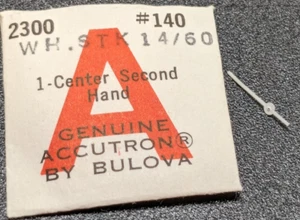 2300 #140
WH.STK 14/60
1-Center Second
Hand
GENUINE
ACCUTRON®
BY BULOVA